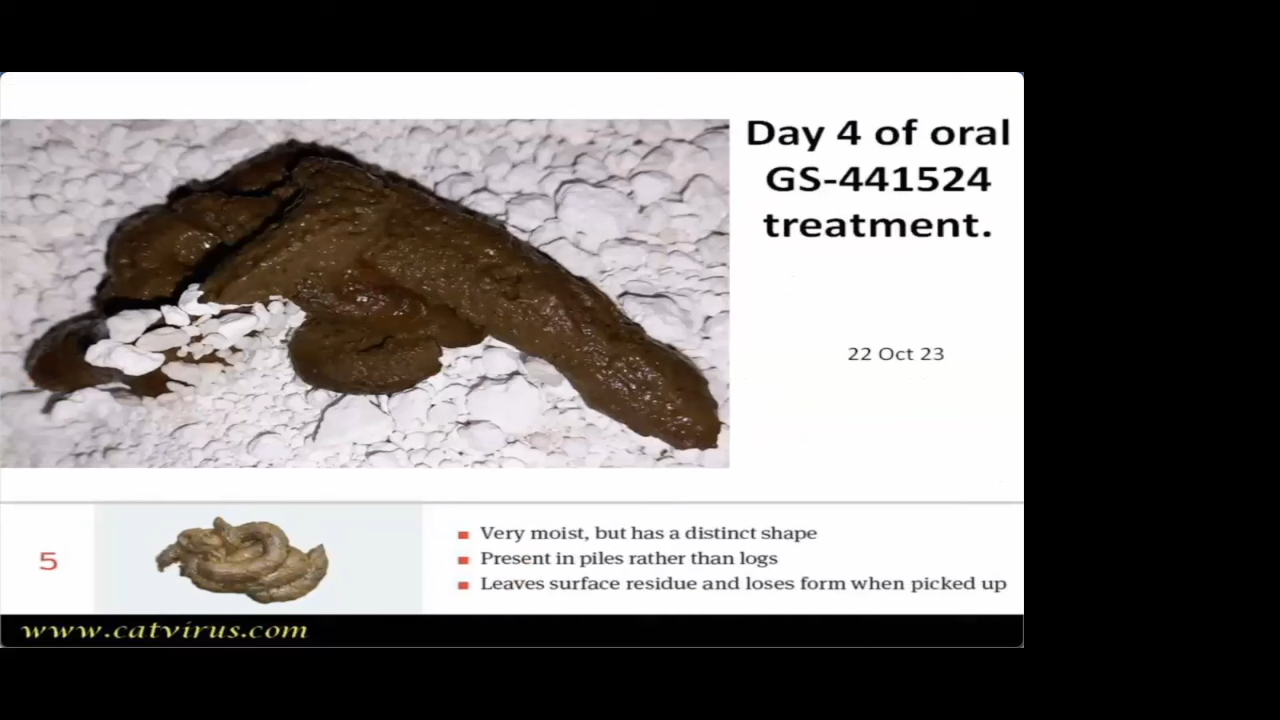 Day 4 of oral
GS-441524
treatment.
22 Oct 23
5
Very moist, but has a distinct shape
Present in piles rather than logs
Leaves surface residue and loses form when picked up
www.catvirus.com